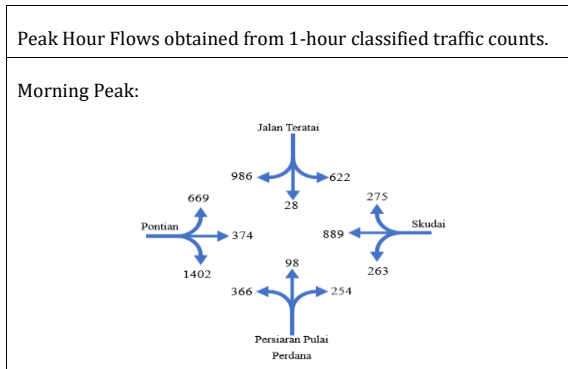 Peak Hour Flows obtained from 1-hour classified traffic counts.
Morning Peak:
Jalan Teratai
986
622
28
669
275
Pontian
Skudai
374
889
1402
263
98
366
254
Persiaran Pulai
Perdana